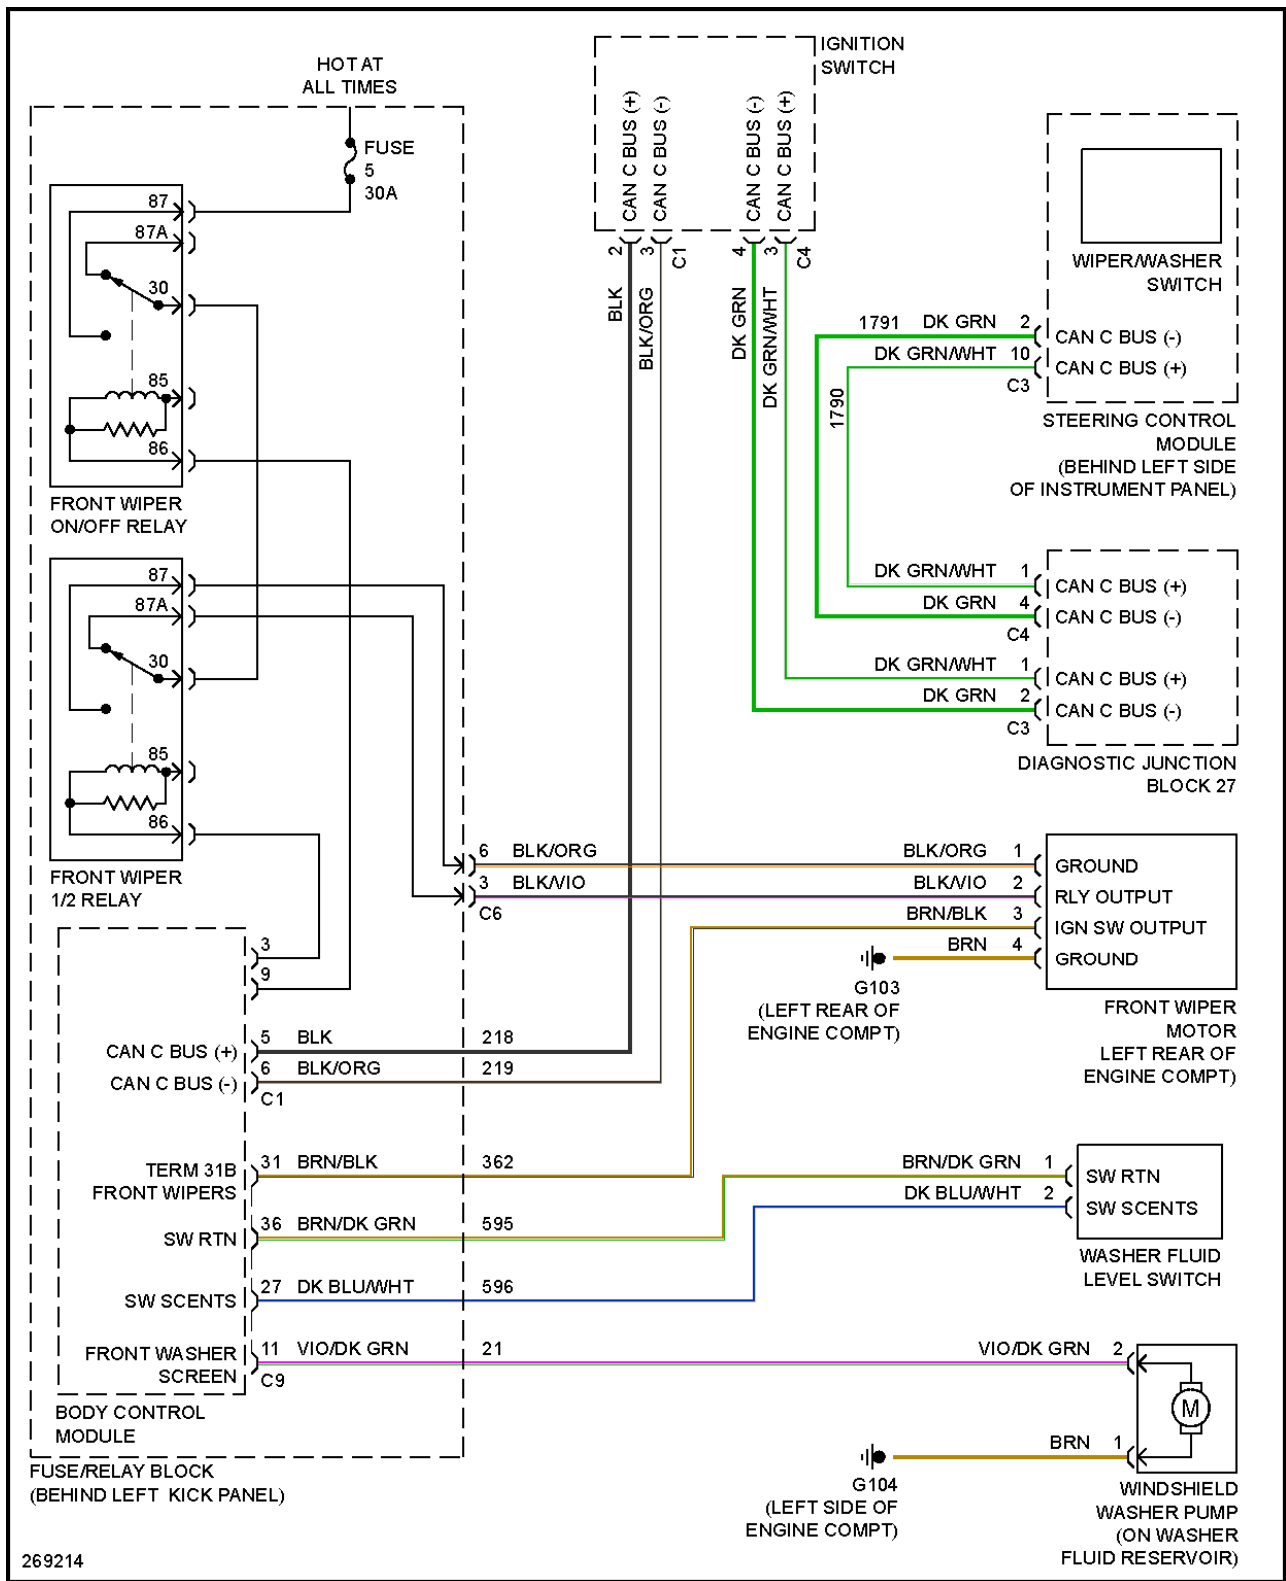 HOT AT
ALL TIMES
FUSE
5
30A
87
87A
30
85
86
FRONT WIPER
ON/OFF RELAY
87
87A
30
85
86
FRONT WIPER
1/2 RELAY
IGNITION
SWITCH
CAN C BUS (+)
CAN C BUS (-)
CAN C BUS (-)
CAN C BUS (+)
2
3
C1
4
3
C4
BLK
BLK/ORG
DK GRN
DK GRN/WHT
WIPER/WASHER
SWITCH
1791 DK GRN 2 CAN C BUS (-)
DK GRN/WHT 10 CAN C BUS (+)
C3
1790
STEERING CONTROL
MODULE
(BEHIND LEFT SIDE
OF INSTRUMENT PANEL)
DK GRN/WHT 1 CAN C BUS (+)
DK GRN 4 CAN C BUS (-)
C4
DK GRN/WHT 1 CAN C BUS (+)
DK GRN 2 CAN C BUS (-)
C3
DIAGNOSTIC JUNCTION
BLOCK 27
6 BLK/ORG BLK/ORG 1 GROUND
3 BLK/VIO BLK/VIO 2 RLY OUTPUT
C6
BRN/BLK 3 IGN SW OUTPUT
BRN 4 GROUND
G103
(LEFT REAR OF
ENGINE COMPT)
FRONT WIPER
MOTOR
LEFT REAR OF
ENGINE COMPT)
3
9
CAN C BUS (+) 5 BLK 218
CAN C BUS (-) 6 BLK/ORG 219
C1
TERM 31B
FRONT WIPERS
31 BRN/BLK 362
SW RTN 36 BRN/DK GRN 595
SW SCENTS 27 DK BLU/WHT 596
FRONT WASHER
SCREEN
11 VIO/DK GRN 21
C9
BRN/DK GRN 1 SW RTN
DK BLU/WHT 2 SW SCENTS
WASHER FLUID
LEVEL SWITCH
VIO/DK GRN 2
M
BRN 1
G104
(LEFT SIDE OF
ENGINE COMPT)
WINDSHIELD
WASHER PUMP
(ON WASHER
FLUID RESERVOIR)
BODY CONTROL
MODULE
FUSE/RELAY BLOCK
(BEHIND LEFT KICK PANEL)
269214